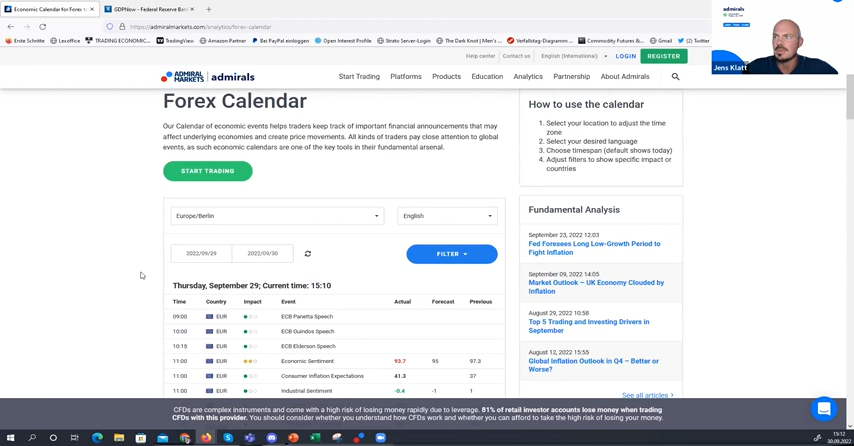 Economic Calendar for Forex t
GDPNow - Federal Reserve Ban
https://admiralmarkets.com/analytics/forex-calendar
Erste Schritte
Lexoffice
TRADING ECONOMIC...
TradingView
Amazon Partner
Bei PayPal einloggen
Open Interest Profile
Strato Server-Login
The Dark Knot | Men's
Verfallstag-Diagramm ...
Commodity Futures &...
Gmail
Twitter
admirals
Jens Klatt
Help center
Contact us
English (International)
LOGIN
REGISTER
ADMIRAL MARKETS
admirals
Start Trading
Platforms
Products
Education
Analytics
Partnership
About Admirals
Forex Calendar
Our Calendar of economic events helps traders keep track of important financial announcements that may
affect underlying economies and create price movements. All kinds of traders pay close attention to global
events, as such economic calendars are one of the key tools in their fundamental arsenal.
START TRADING
How to use the calendar
1. Select your location to adjust the time
zone
2. Select your desired language
3. Choose timespan (default shows today)
4. Adjust filters to show specific impact or
countries
Europe/Berlin
English
2022/09/29
2022/09/30
FILTER
Thursday, September 29; Current time: 15:10
Time Country Impact Event Actual Forecast Previous
09:00 EUR ECB Panetta Speech
10:00 EUR ECB Guindos Speech
10:15 EUR ECB Elderson Speech
11:00 EUR Economic Sentiment 93.7 95 97.3
11:00 EUR Consumer Inflation Expectations 41.3 37
11:00 EUR Industrial Sentiment -0.4 -1 1
Fundamental Analysis
September 23, 2022 12:03
Fed Foresees Long Low-Growth Period to
Fight Inflation
September 09, 2022 14:05
Market Outlook – UK Economy Clouded by
Inflation
August 29, 2022 10:58
Top 5 Trading and Investing Drivers in
September
August 12, 2022 15:55
Global Inflation Outlook in Q4 – Better or
Worse?
See all articles
CFDs are complex instruments and come with a high risk of losing money rapidly due to leverage. 81% of retail investor accounts lose money when trading
CFDs with this provider. You should consider whether you understand how CFDs work and whether you can afford to take the high risk of losing your money.
15:12
30.09.2022